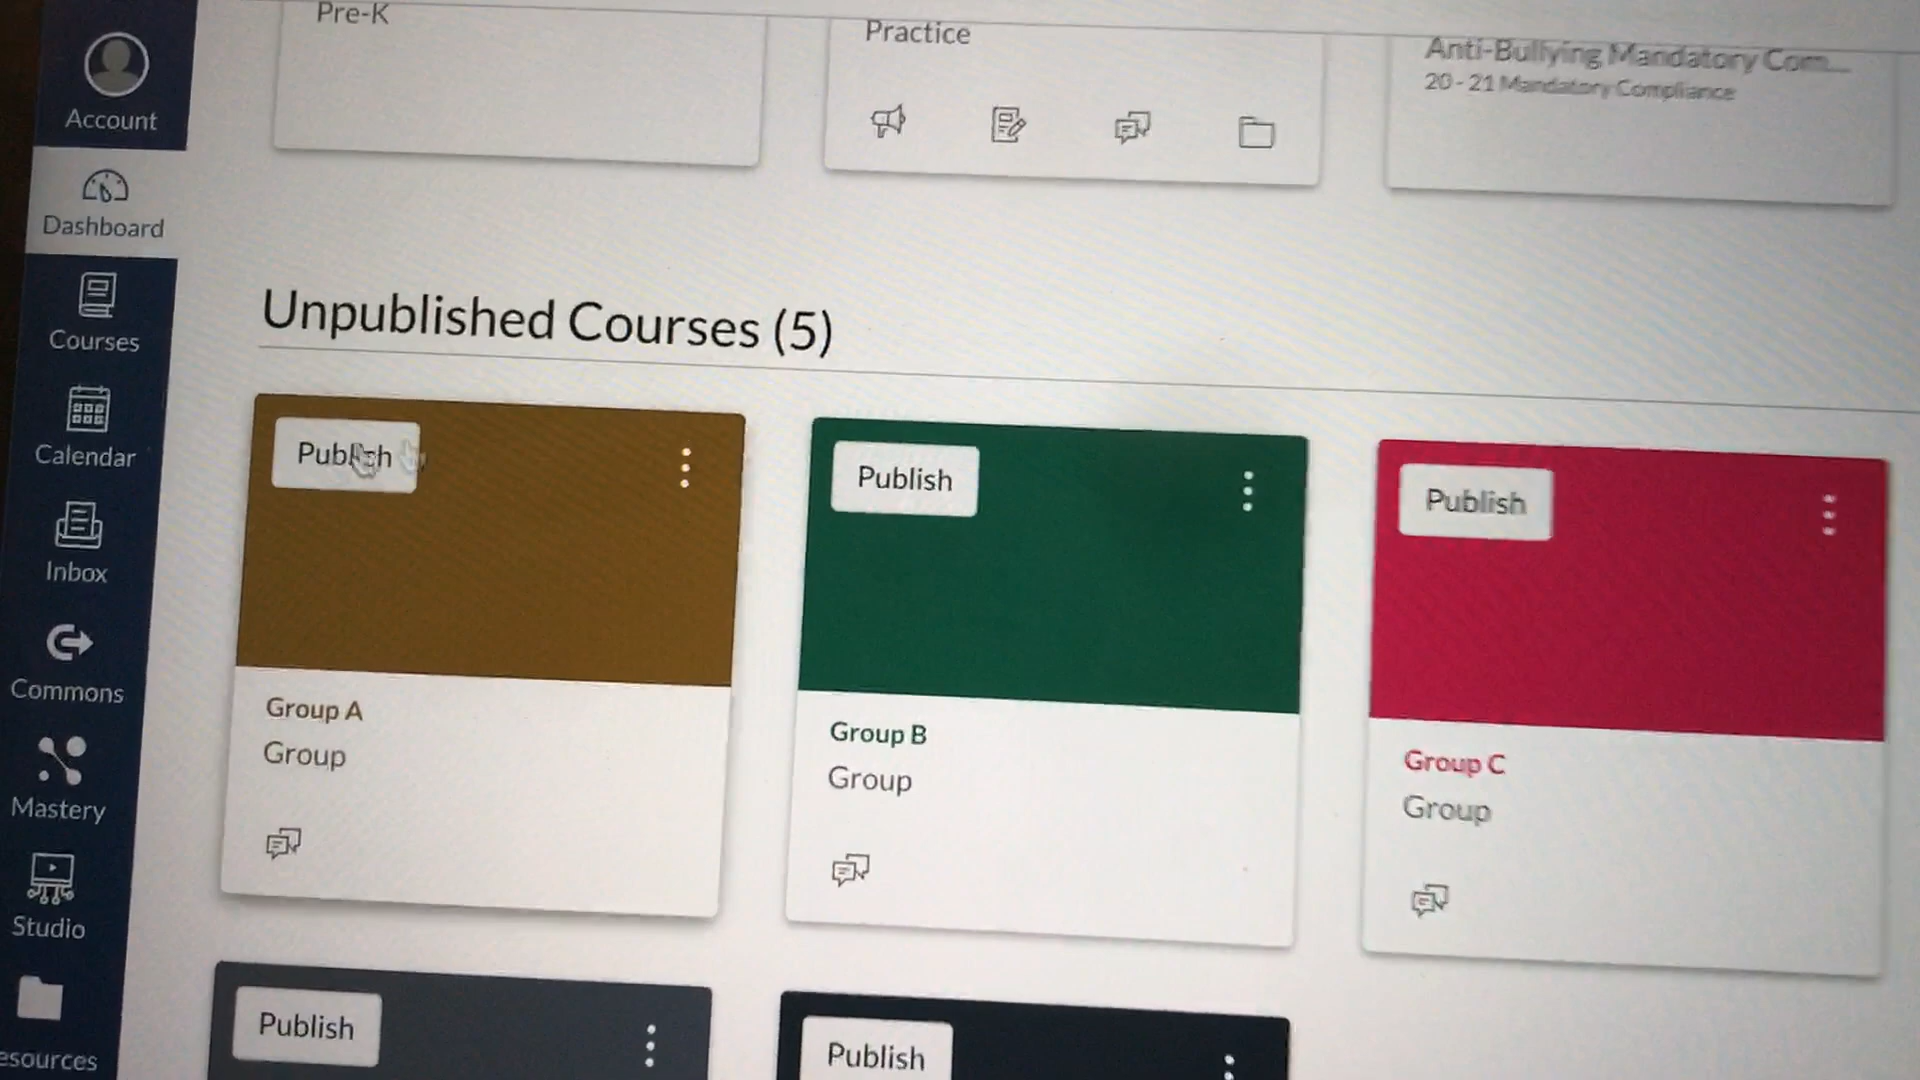 Pre-K
Practice
Anti-Bullying Mandatory Com...
20 - 21 Mandatory Compliance
Account
Dashboard
Courses
Calendar
Inbox
Commons
Mastery
Studio
esources
Unpublished Courses (5)
Publish
Publish
Publish
Group A
Group
Group B
Group
Group C
Group
Publish
Publish